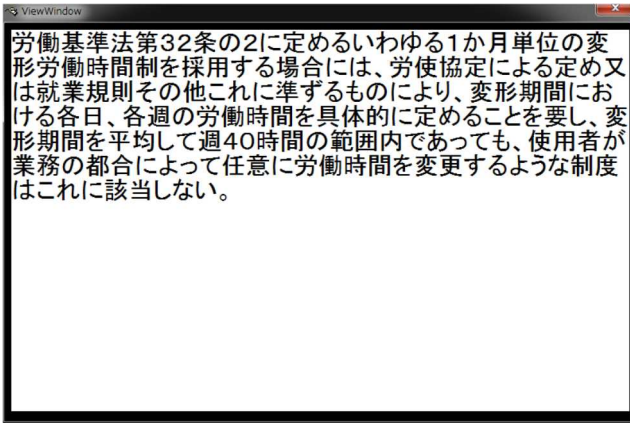 ViewWindow
労働基準法第32条の2に定めるいわゆる1か月単位の変
形労働時間制を採用する場合には、労使協定による定め又
は就業規則その他これに準ずるものにより、変形期間にお
ける各日、各週の労働時間を具体的に定めることを要し、変
形期間を平均して週40時間の範囲内であっても、使用者が
業務の都合によって任意に労働時間を変更するような制度
はこれに該当しない。